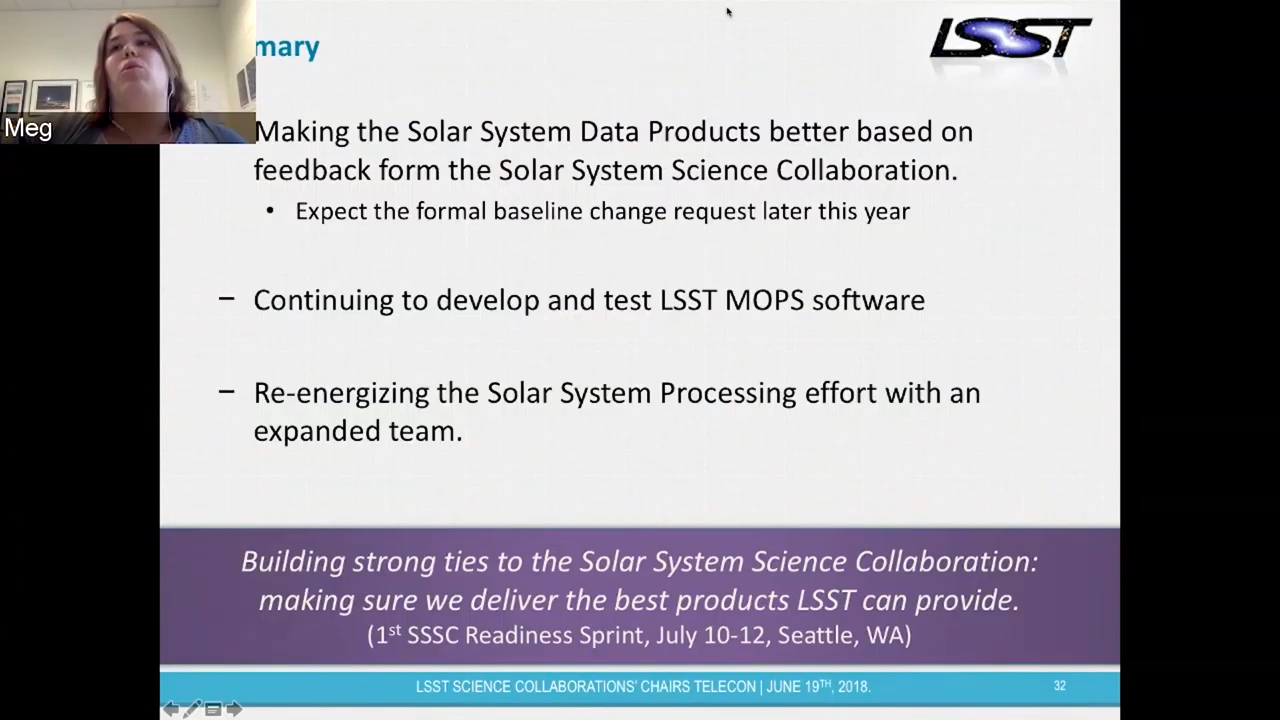 mary
LSST
Meg
Making the Solar System Data Products better based on
feedback form the Solar System Science Collaboration.
• Expect the formal baseline change request later this year
– Continuing to develop and test LSST MOPS software
– Re-energizing the Solar System Processing effort with an
expanded team.
Building strong ties to the Solar System Science Collaboration:
making sure we deliver the best products LSST can provide.
(1st SSSC Readiness Sprint, July 10-12, Seattle, WA)
LSST SCIENCE COLLABORATIONS' CHAIRS TELECON | JUNE 19TH, 2018.
32